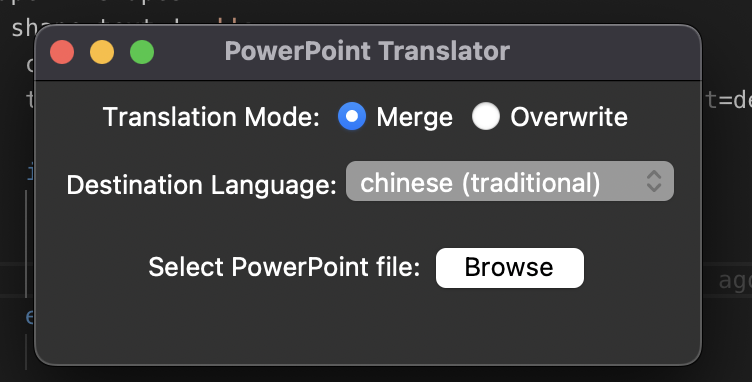 PowerPoint Translator
Translation Mode: Merge Overwrite
Destination Language: chinese (traditional)
Select PowerPoint file: Browse